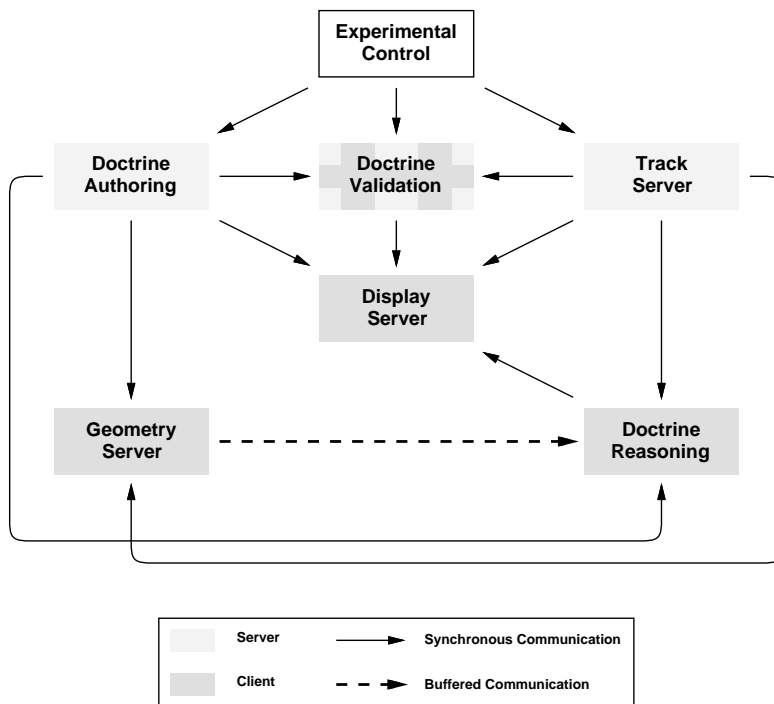 Experimental
Control
Doctrine
Authoring
Doctrine
Validation
Track
Server
Display
Server
Geometry
Server
Doctrine
Reasoning
Server
Synchronous Communication
Client
Buffered Communication